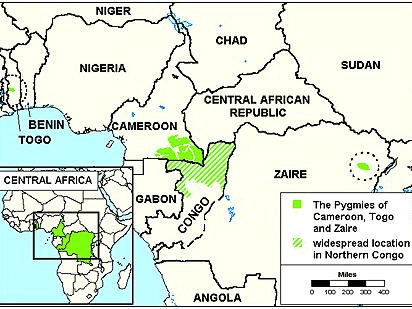 NIGER
CHAD
SUDAN
NIGERIA
BENIN
TOGO
CAMEROON
CENTRAL AFRICAN
REPUBLIC
CENTRAL AFRICA
GABON
CONGO
ZAIRE
ANGOLA
The Pygmies of
Cameroon, Togo
and Zaire
widespread location
in Northern Congo
Miles
0 100 200 300 400